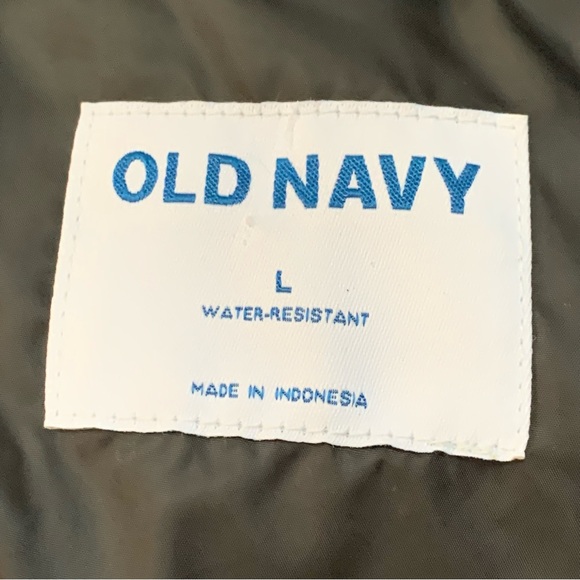 OLD NAVY
L
WATER-RESISTANT
MADE IN INDONESIA